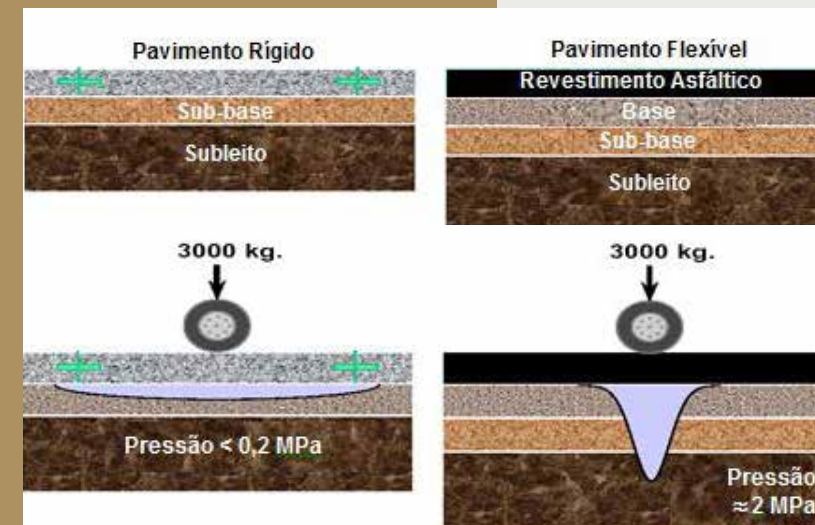 Pavimento Rígido
Sub-base
Subleito
Pavimento Flexível
Revestimento Asfáltico
Base
Sub-base
Subleito
3000 kg.
Pressão < 0,2 MPa
3000 kg.
Pressão
≈2 MPa